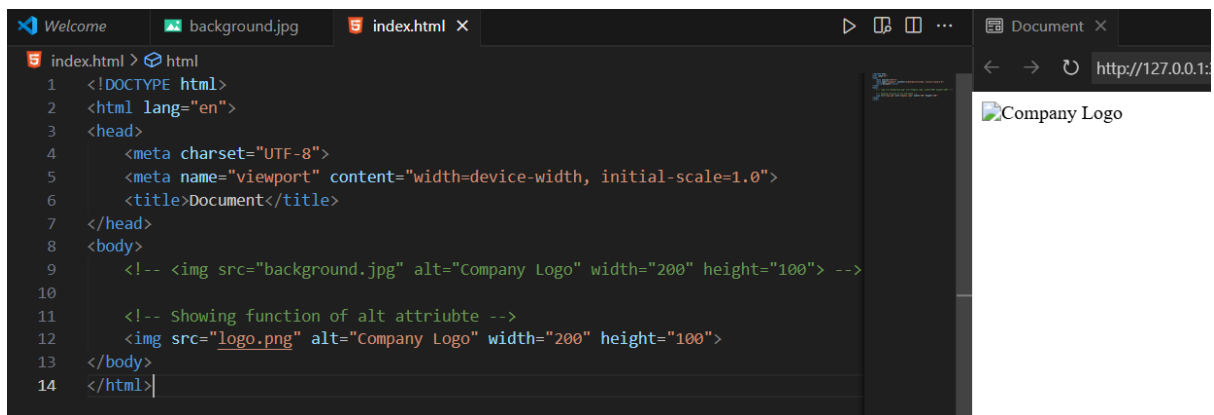 Welcome
background.jpg
index.html
Document
index.html > html
http://127.0.0.1:
1 <!DOCTYPE html>
2 <html lang="en">
3 <head>
4 <meta charset="UTF-8">
5 <meta name="viewport" content="width=device-width, initial-scale=1.0">
6 <title>Document</title>
7 </head>
8 <body>
9 <!-- <img src="background.jpg" alt="Company Logo" width="200" height="100"> -->
10
11 <!-- Showing function of alt attriubte -->
12 <img src="logo.png" alt="Company Logo" width="200" height="100">
13 </body>
14 </html>
Company Logo